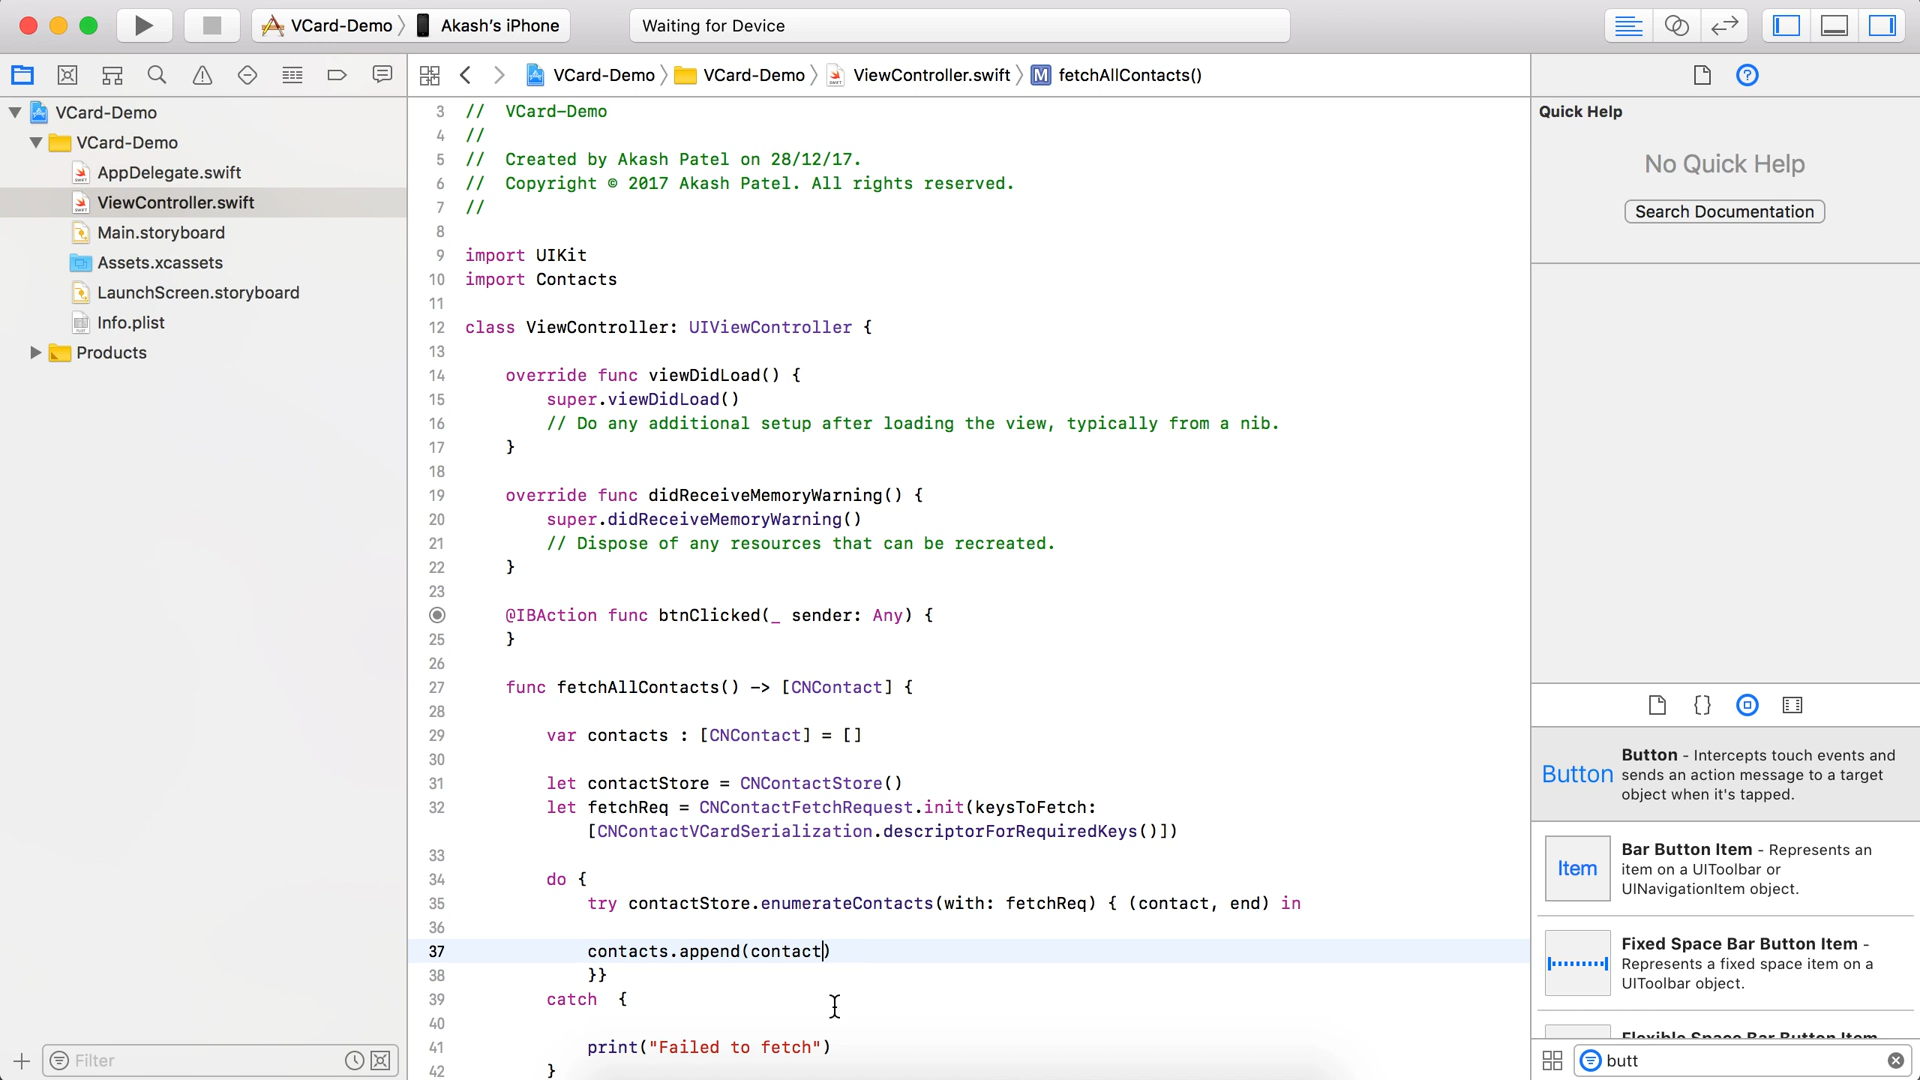 VCard-Demo
Akash's iPhone
Waiting for Device
VCard-Demo
VCard-Demo
ViewController.swift
M fetchAllContacts()
VCard-Demo
VCard-Demo
AppDelegate.swift
ViewController.swift
Main.storyboard
Assets.xcassets
LaunchScreen.storyboard
Info.plist
Products
Filter
3 // VCard-Demo
4 //
5 // Created by Akash Patel on 28/12/17.
6 // Copyright © 2017 Akash Patel. All rights reserved.
7 //
8
9 import UIKit
10 import Contacts
11
12 class ViewController: UIViewController {
13
14 override func viewDidLoad() {
15 super.viewDidLoad()
16 // Do any additional setup after loading the view, typically from a nib.
17 }
18
19 override func didReceiveMemoryWarning() {
20 super.didReceiveMemoryWarning()
21 // Dispose of any resources that can be recreated.
22 }
23
@IBAction func btnClicked(_ sender: Any) {
25 }
26
27 func fetchAllContacts() -> [CNContact] {
28
29 var contacts : [CNContact] = []
30
31 let contactStore = CNContactStore()
32 let fetchReq = CNContactFetchRequest.init(keysToFetch:
[CNContactVCardSerialization.descriptorForRequiredKeys()])
33
34 do {
35 try contactStore.enumerateContacts(with: fetchReq) { (contact, end) in
36
37 contacts.append(contact)
38 }}
39 catch {
40
41 print("Failed to fetch")
42 }
Quick Help
No Quick Help
Search Documentation
{}
Button
Button - Intercepts touch events and
sends an action message to a target
object when it's tapped.
Item
Bar Button Item - Represents an
item on a UIToolbar or
UINavigationItem object.
Fixed Space Bar Button Item -
Represents a fixed space item on a
UIToolbar object.
Flexible Space Bar Button Item
butt